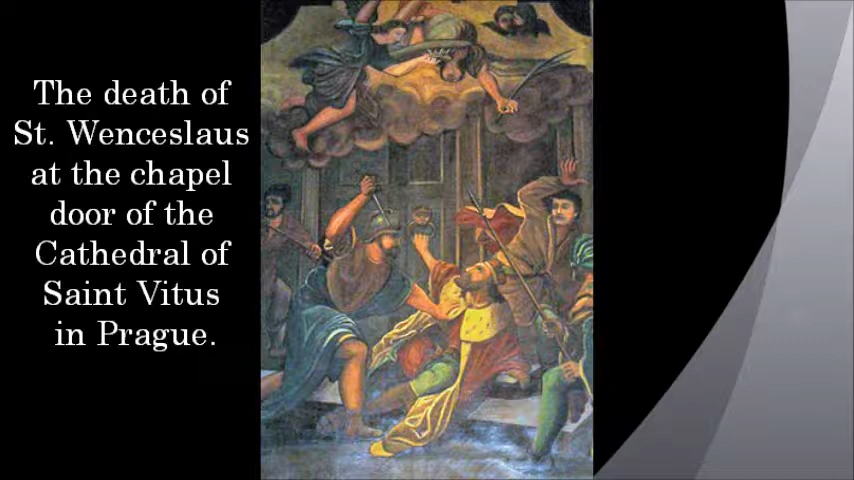 The death of
St. Wenceslaus
at the chapel
door of the
Cathedral of
Saint Vitus
in Prague.